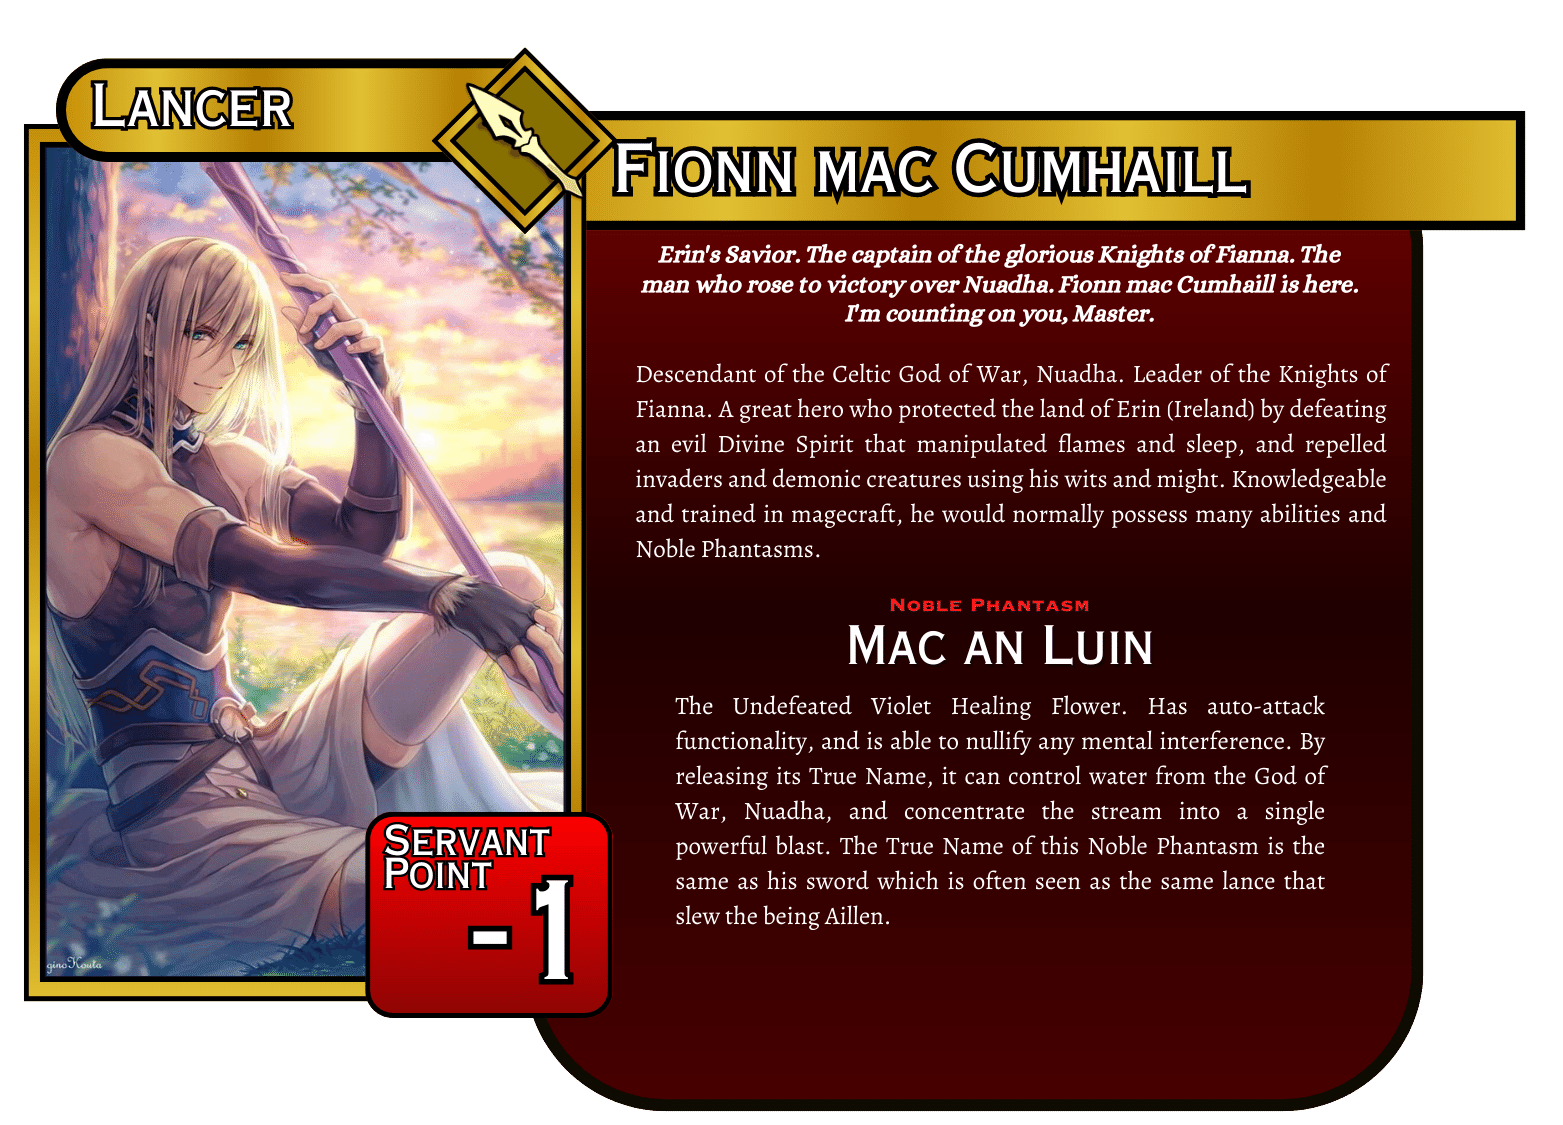 Lancer
Fionn mac Cumhaill
Erin's Savior. The captain of the glorious Knights of Fianna. The
man who rose to victory over Nuadha. Fionn mac Cumhaill is here.
I'm counting on you, Master.
Descendant of the Celtic God of War, Nuadha. Leader of the Knights of
Fianna. A great hero who protected the land of Erin (Ireland) by defeating
an evil Divine Spirit that manipulated flames and sleep, and repelled
invaders and demonic creatures using his wits and might. Knowledgeable
and trained in magecraft, he would normally possess many abilities and
Noble Phantasms.
Noble Phantasm
Mac an Luin
The Undefeated Violet Healing Flower. Has auto-attack
functionality, and is able to nullify any mental interference. By
releasing its True Name, it can control water from the God of
War, Nuadha, and concentrate the stream into a single
powerful blast. The True Name of this Noble Phantasm is the
same as his sword which is often seen as the same lance that
slew the being Aillen.
Servant
Point
-1